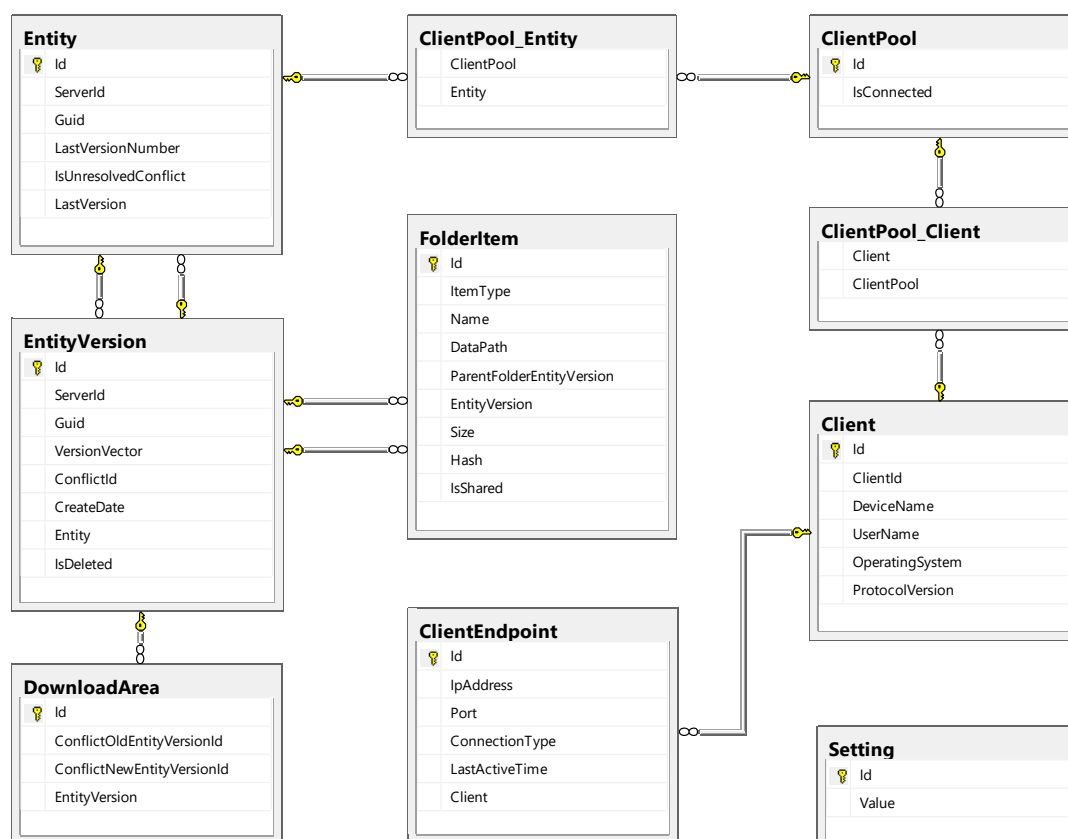 Entity
Id
ServerId
Guid
LastVersionNumber
IsUnresolvedConflict
LastVersion
ClientPool_Entity
ClientPool
Entity
ClientPool
Id
IsConnected
FolderItem
Id
ItemType
Name
DataPath
ParentFolderEntityVersion
EntityVersion
Size
Hash
IsShared
ClientPool_Client
Client
ClientPool
EntityVersion
Id
ServerId
Guid
VersionVector
ConflictId
CreateDate
Entity
IsDeleted
Client
Id
ClientId
DeviceName
UserName
OperatingSystem
ProtocolVersion
DownloadArea
Id
ConflictOldEntityVersionId
ConflictNewEntityVersionId
EntityVersion
ClientEndpoint
Id
IpAddress
Port
ConnectionType
LastActiveTime
Client
Setting
Id
Value